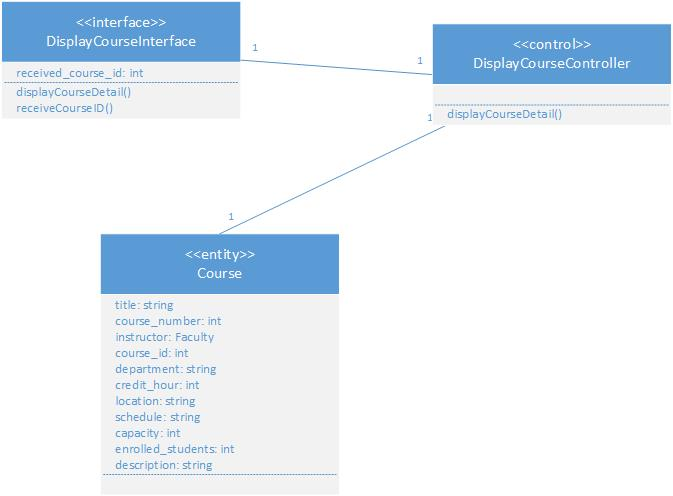 <<interface>>
DisplayCourseInterface
received_course_id: int
displayCourseDetail()
receiveCourseID()
1
1
<<control>>
DisplayCourseController
displayCourseDetail()
1
1
<<entity>>
Course
title: string
course_number: int
instructor: Faculty
course_id: int
department: string
credit_hour: int
location: string
schedule: string
capacity: int
enrolled_students: int
description: string